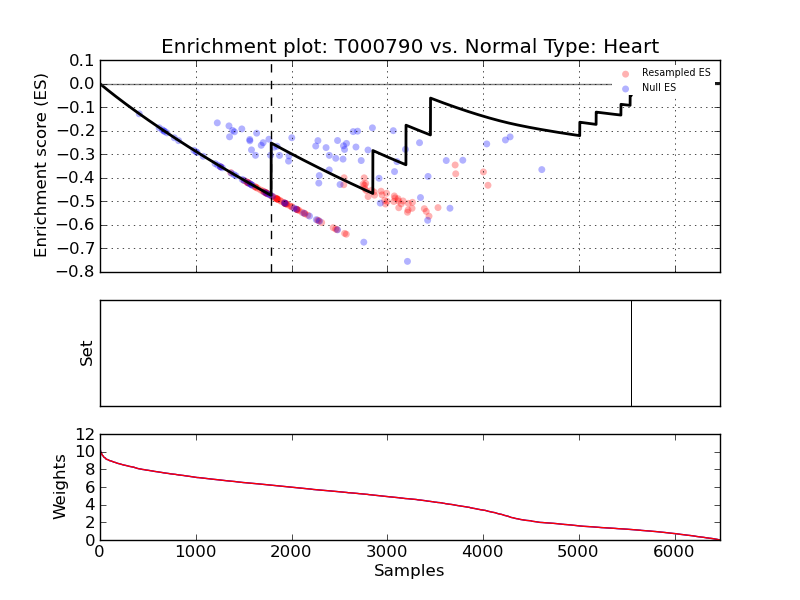 Enrichment plot: T000790 vs. Normal Type: Heart
Enrichment score (ES)
0.1
0.0
−0.1
−0.2
−0.3
−0.4
−0.5
−0.6
−0.7
−0.8
Resampled ES
Null ES
Set
Weights
12
10
8
6
4
2
0
0 1000 2000 3000 4000 5000 6000
Samples